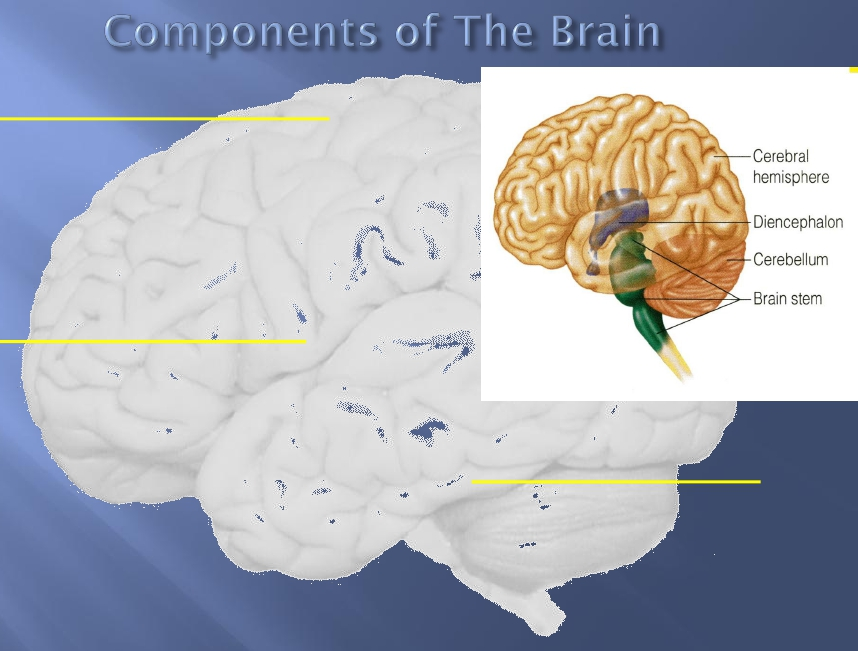 Components of The Brain
Cerebral
hemisphere
Diencephalon
Cerebellum
Brain stem